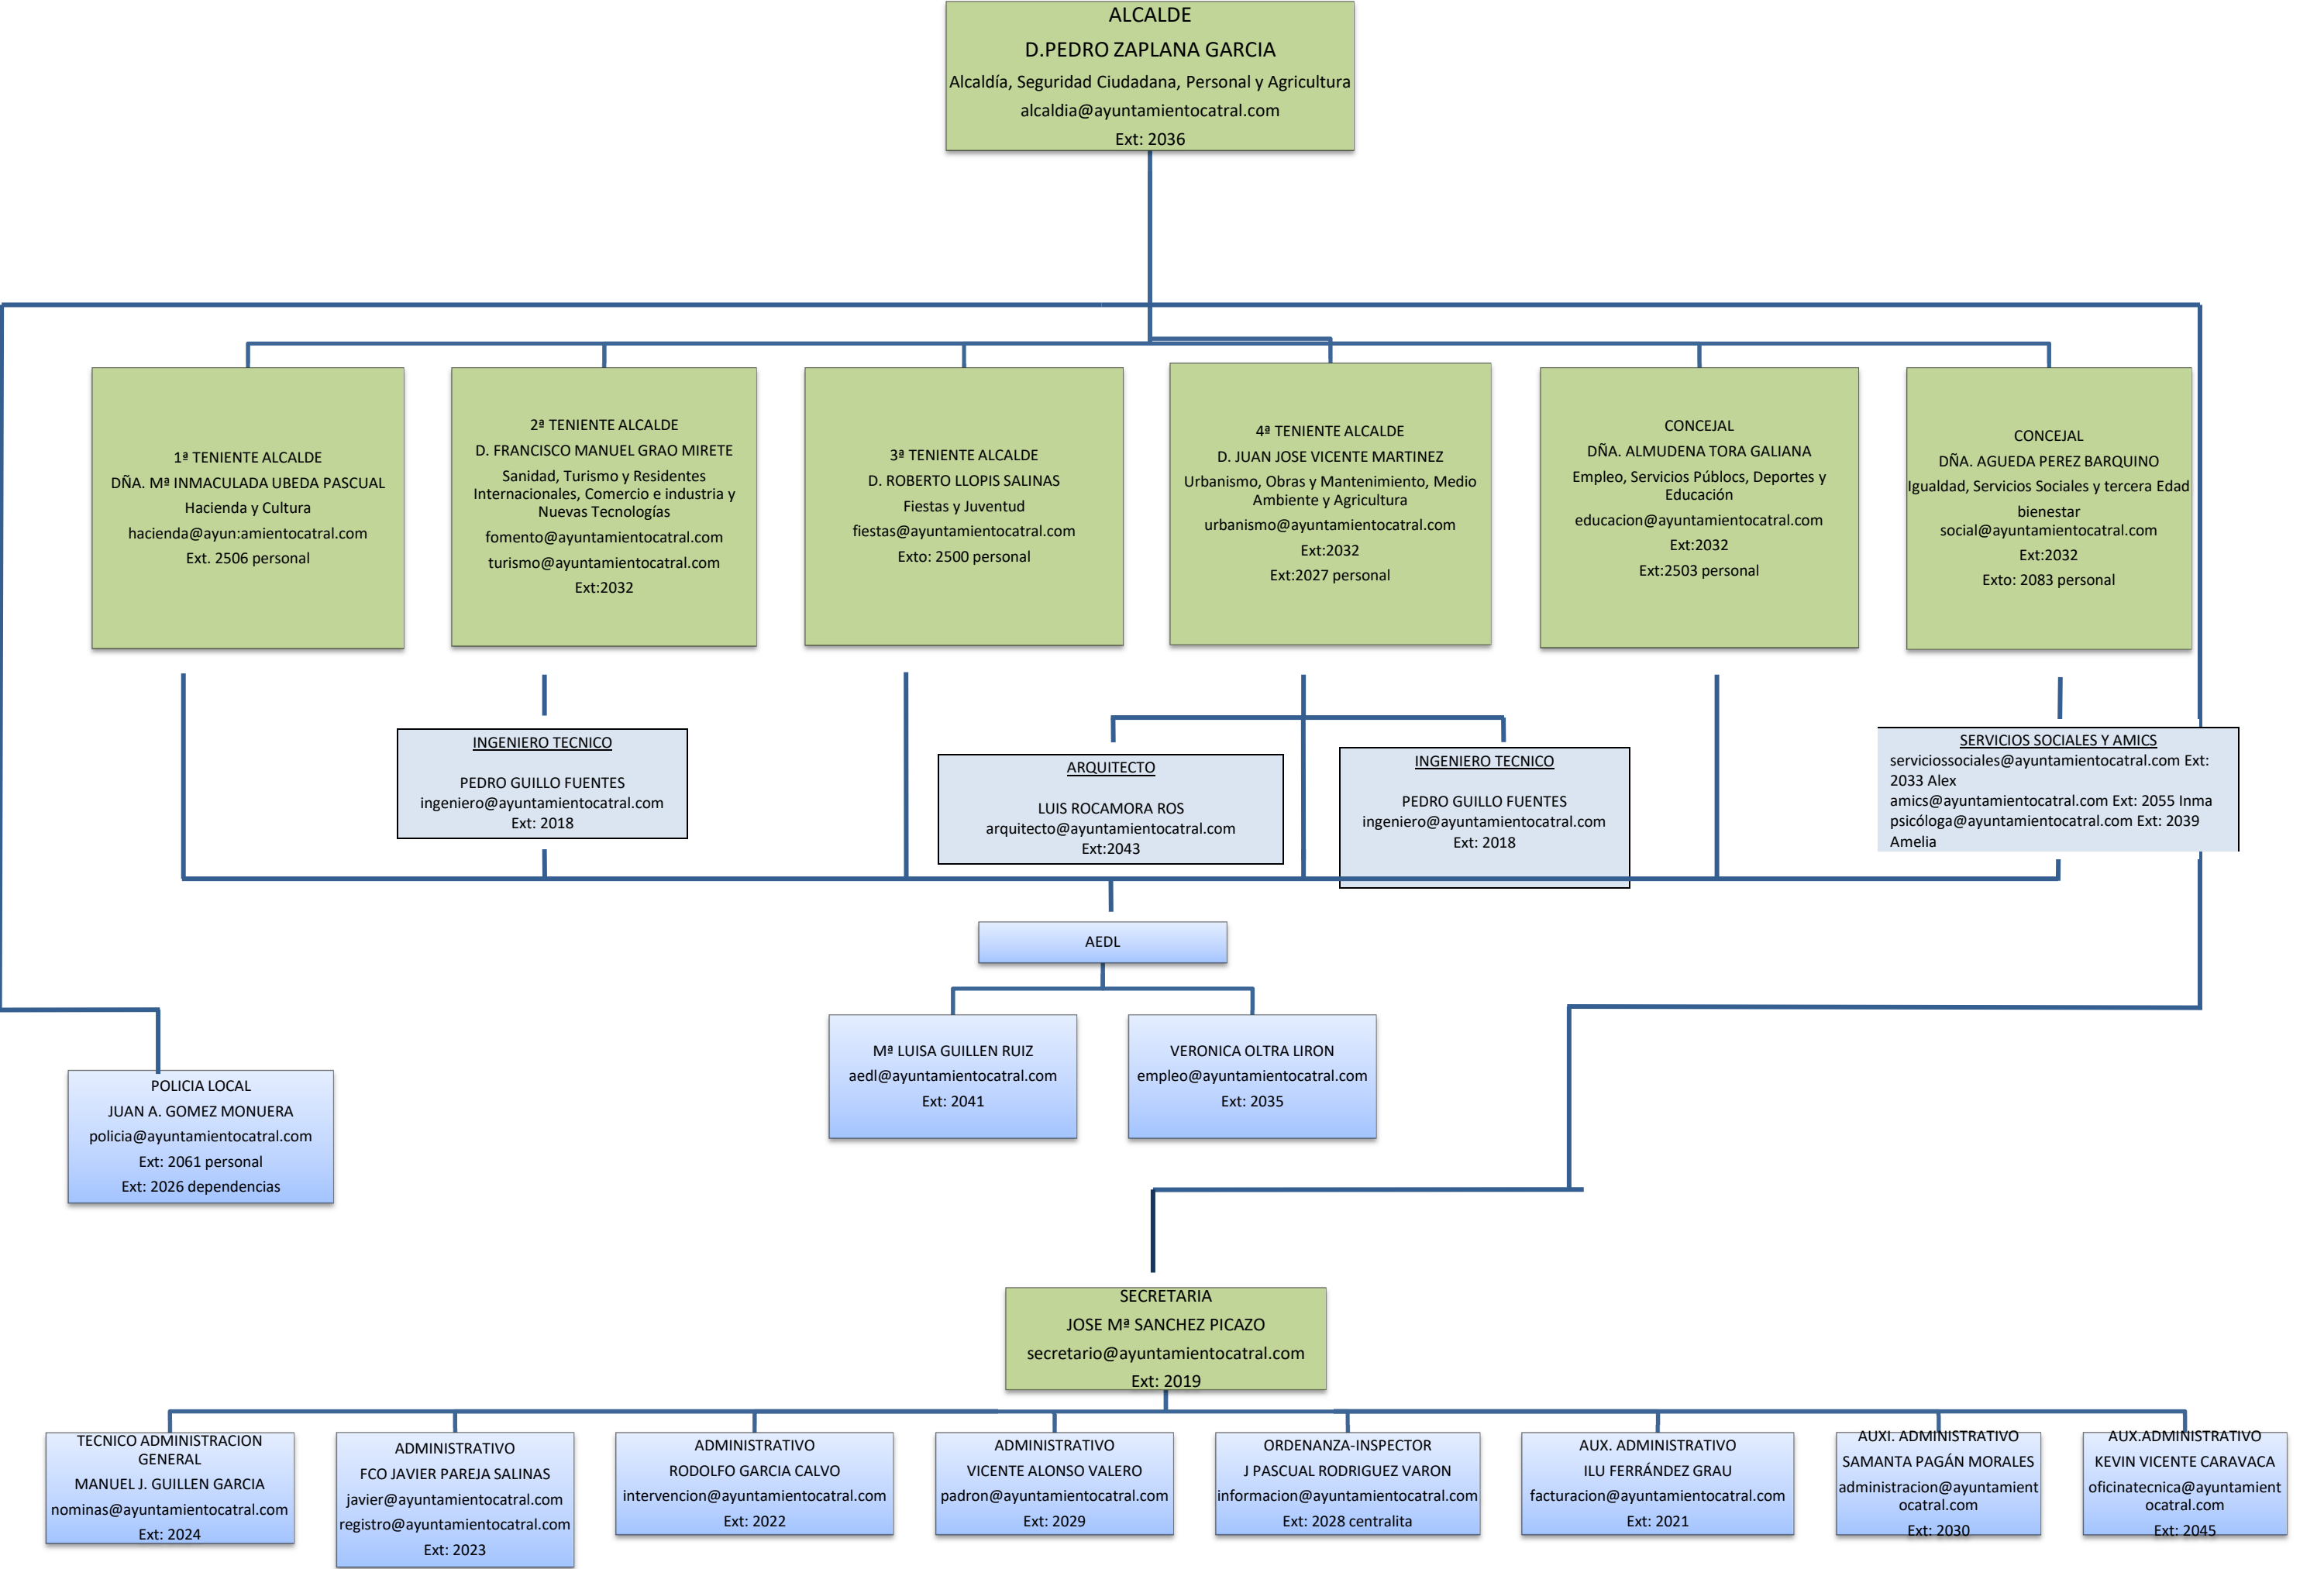 ALCALDE
D.PEDRO ZAPLANA GARCIA
Alcaldía, Seguridad Ciudadana, Personal y Agricultura
alcaldia@ayuntamientocatral.com
Ext: 2036
1ª TENIENTE ALCALDE
DÑA. Mª INMACULADA UBEDA PASCUAL
Hacienda y Cultura
hacienda@ayun:amientocatral.com
Ext. 2506 personal
2ª TENIENTE ALCALDE
D. FRANCISCO MANUEL GRAO MIRETE
Sanidad, Turismo y Residentes
Internacionales, Comercio e industria y
Nuevas Tecnologías
fomento@ayuntamientocatral.com
turismo@ayuntamientocatral.com
Ext:2032
3ª TENIENTE ALCALDE
D. ROBERTO LLOPIS SALINAS
Fiestas y Juventud
fiestas@ayuntamientocatral.com
Exto: 2500 personal
4ª TENIENTE ALCALDE
D. JUAN JOSE VICENTE MARTINEZ
Urbanismo, Obras y Mantenimiento, Medio
Ambiente y Agricultura
urbanismo@ayuntamientocatral.com
Ext:2032
Ext:2027 personal
CONCEJAL
DÑA. ALMUDENA TORA GALIANA
Empleo, Servicios Públocs, Deportes y
Educación
educacion@ayuntamientocatral.com
Ext:2032
Ext:2503 personal
CONCEJAL
DÑA. AGUEDA PEREZ BARQUINO
Igualdad, Servicios Sociales y tercera Edad
bienestar
social@ayuntamientocatral.com
Ext:2032
Exto: 2083 personal
INGENIERO TECNICO
PEDRO GUILLO FUENTES
ingeniero@ayuntamientocatral.com
Ext: 2018
ARQUITECTO
LUIS ROCAMORA ROS
arquitecto@ayuntamientocatral.com
Ext:2043
INGENIERO TECNICO
PEDRO GUILLO FUENTES
ingeniero@ayuntamientocatral.com
Ext: 2018
SERVICIOS SOCIALES Y AMICS
serviciossociales@ayuntamientocatral.com Ext:
2033 Alex
amics@ayuntamientocatral.com Ext: 2055 Inma
psicóloga@ayuntamientocatral.com Ext: 2039
Amelia
AEDL
Mª LUISA GUILLEN RUIZ
aedl@ayuntamientocatral.com
Ext: 2041
VERONICA OLTRA LIRON
empleo@ayuntamientocatral.com
Ext: 2035
POLICIA LOCAL
JUAN A. GOMEZ MONUERA
policia@ayuntamientocatral.com
Ext: 2061 personal
Ext: 2026 dependencias
SECRETARIA
JOSE Mª SANCHEZ PICAZO
secretario@ayuntamientocatral.com
Ext: 2019
TECNICO ADMINISTRACION
GENERAL
MANUEL J. GUILLEN GARCIA
nominas@ayuntamientocatral.com
Ext: 2024
ADMINISTRATIVO
FCO JAVIER PAREJA SALINAS
javier@ayuntamientocatral.com
registro@ayuntamientocatral.com
Ext: 2023
ADMINISTRATIVO
RODOLFO GARCIA CALVO
intervencion@ayuntamientocatral.com
Ext: 2022
ADMINISTRATIVO
VICENTE ALONSO VALERO
padron@ayuntamientocatral.com
Ext: 2029
ORDENANZA-INSPECTOR
J PASCUAL RODRIGUEZ VARON
informacion@ayuntamientocatral.com
Ext: 2028 centralita
AUX. ADMINISTRATIVO
ILU FERRÁNDEZ GRAU
facturacion@ayuntamientocatral.com
Ext: 2021
AUXI. ADMINISTRATIVO
SAMANTA PAGÁN MORALES
administracion@ayuntamient
ocatral.com
Ext: 2030
AUX.ADMINISTRATIVO
KEVIN VICENTE CARAVACA
oficinatecnica@ayuntamient
ocatral.com
Ext: 2045